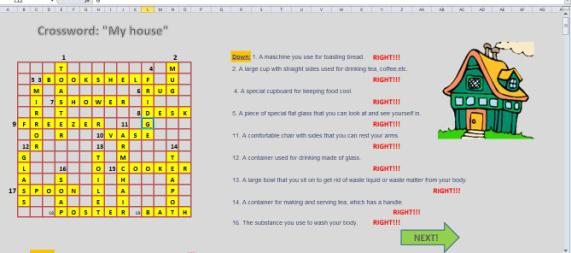 Crossword: "My house"
1 2
T 4 M
5 3 B O O K S H E L F U
M A 6 R U G
I 7 S H O W E R I
R T 8 D E S K
9 F R E E Z E R 11 G
O R 10 V A S E
12 R 13 R 14
G T M T
L 16 O 15 C O O K E R
A S I H A A
17 S P O O N L A P
S A E I O
18 P O S T E R 19 B A T H
Down: 1. A maschine you use for toasting bread. RIGHT!!!
2. A large cup with straight sides used for drinking tea, coffee,etc.
RIGHT!!!
4. A special cupboard for keeping food cool.
RIGHT!!!
5. A piece of special flat glass that you can look at and see yourself in.
RIGHT!!!
11. A comfortable chair with sides that you can rest your arms.
RIGHT!!!
12. A container used for drinking made of glass.
RIGHT!!!
13. A large bowl that you sit on to get rid of waste liquid or waste matter from your body.
RIGHT!!!
14. A container for making and serving tea, which has a handle.
RIGHT!!!
16. The substance you use to wash your body. RIGHT!!!
NEXT!